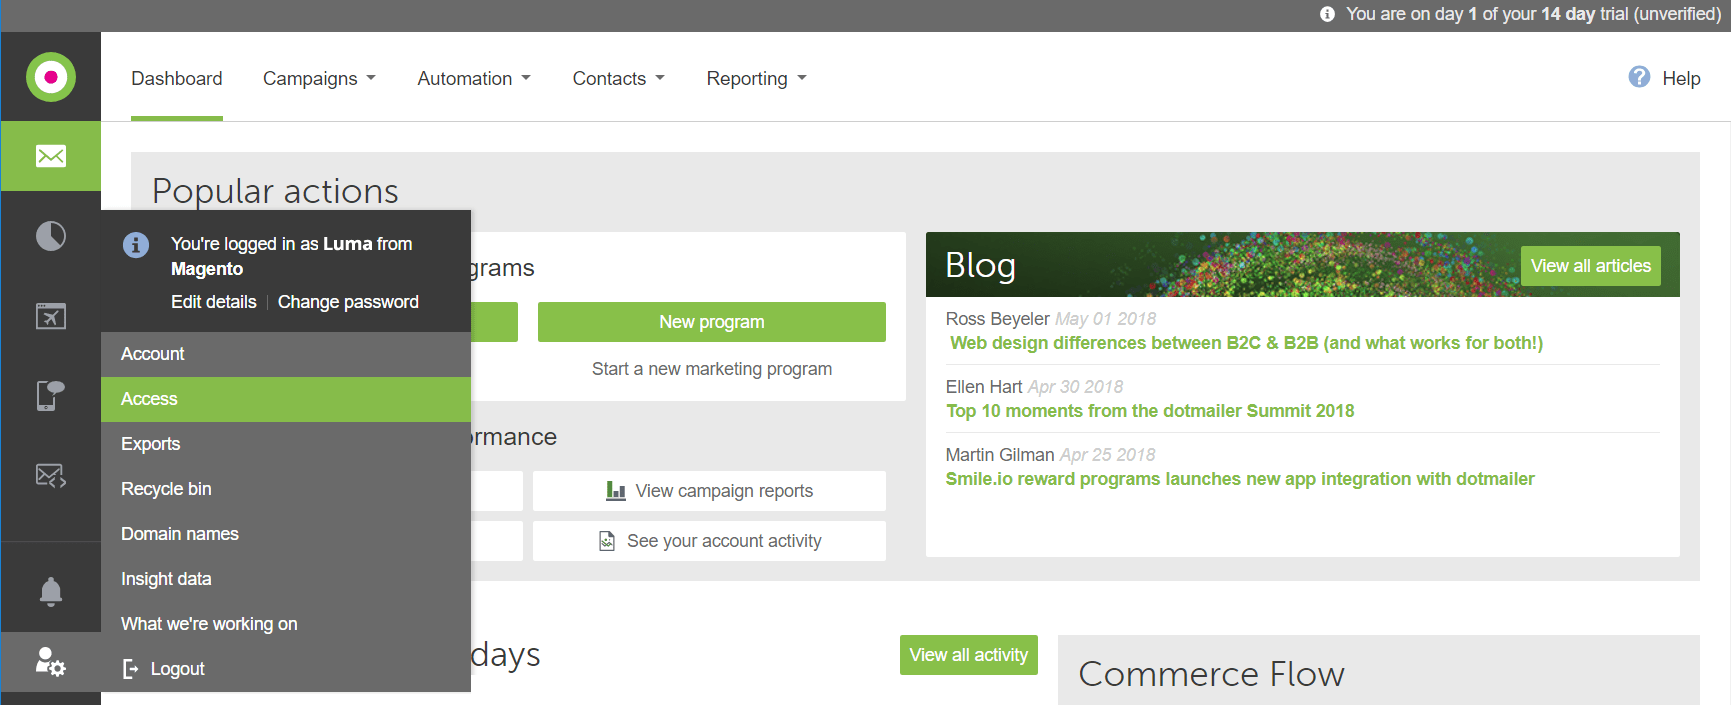 You are on day 1 of your 14 day trial (unverified)
Dashboard
Campaigns
Automation
Contacts
Reporting
Help
Popular actions
You're logged in as Luma from
Magento
Edit details | Change password
Account
Access
Exports
Recycle bin
Domain names
Insight data
What we're working on
Logout
grams
New program
Start a new marketing program
ormance
View campaign reports
See your account activity
Blog
View all articles
Ross Beyeler May 01 2018
Web design differences between B2C & B2B (and what works for both!)
Ellen Hart Apr 30 2018
Top 10 moments from the dotmailer Summit 2018
Martin Gilman Apr 25 2018
Smile.io reward programs launches new app integration with dotmailer
days
View all activity
Commerce Flow